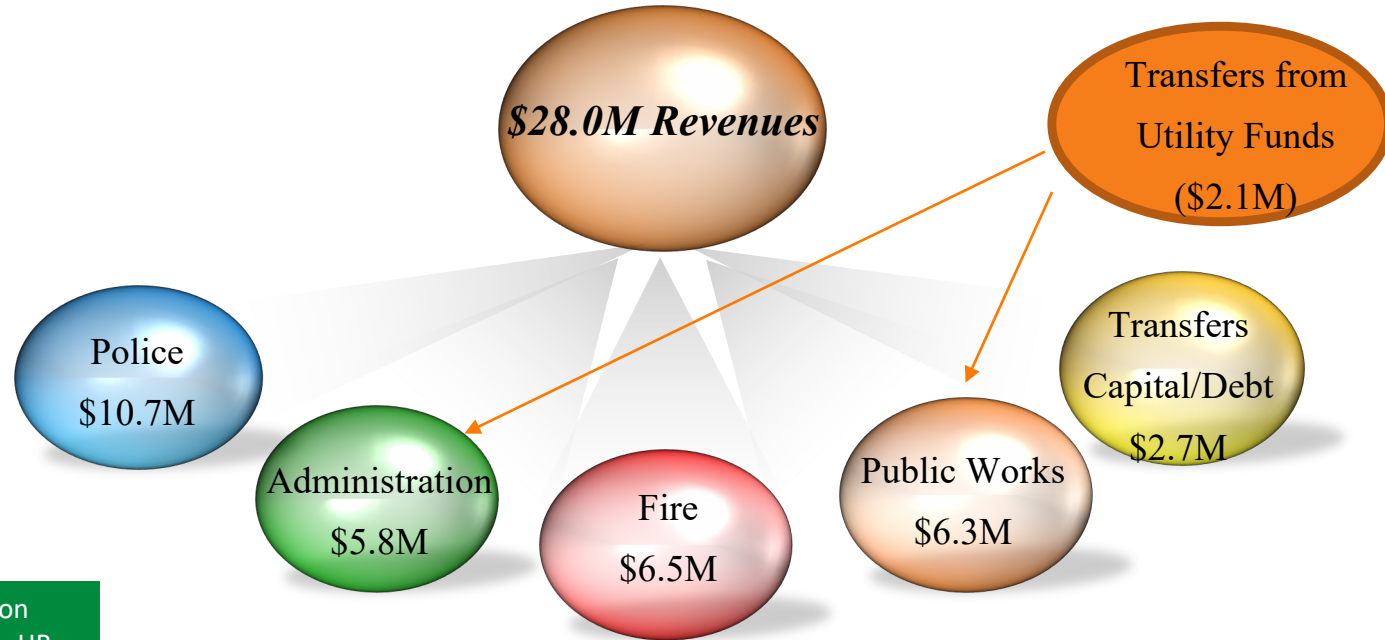 $28.0M Revenues
Transfers from
Utility Funds
($2.1M)
Police
$10.7M
Administration
$5.8M
Fire
$6.5M
Public Works
$6.3M
Transfers
Capital/Debt
$2.7M
on
HR